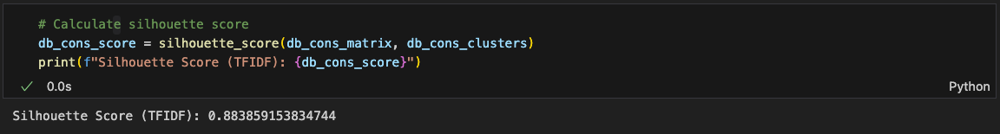 # Calculate silhouette score
db_cons_score = silhouette_score(db_cons_matrix, db_cons_clusters)
print(f"Silhouette Score (TFIDF): {db_cons_score}")
0.0s
Python
Silhouette Score (TFIDF): 0.883859153834744